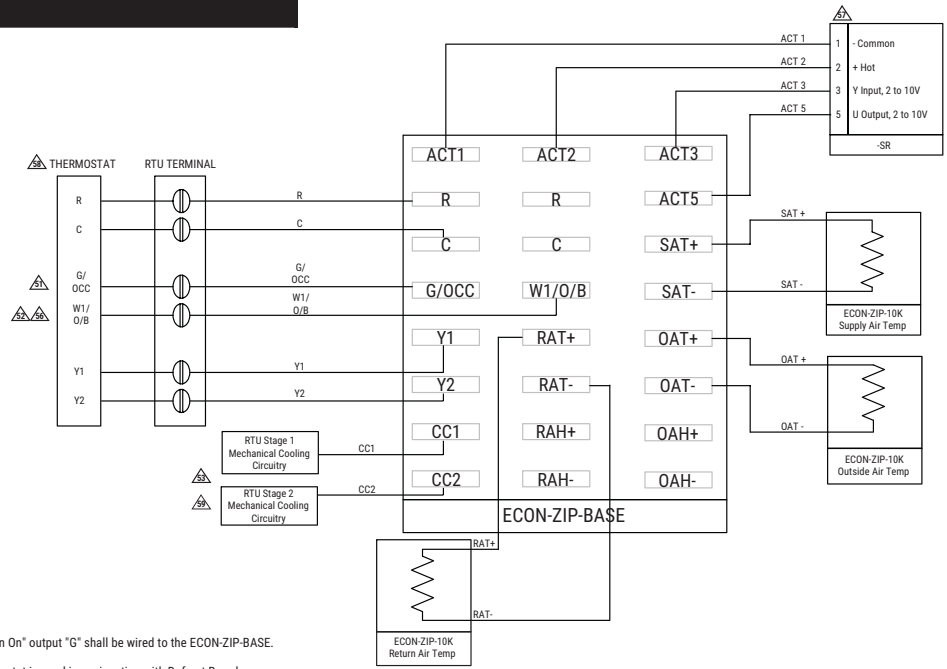 57
ACT 1
1 - Common
ACT 2
2 + Hot
ACT 3
3 Y Input, 2 to 10V
ACT 5
5 U Output, 2 to 10V
-SR
58 THERMOSTAT
RTU TERMINAL
R
R
C
C
51
G/
OCC
G/
OCC
52 56
W1/
O/B
W1/
O/B
Y1
Y1
Y2
Y2
RTU Stage 1
Mechanical Cooling
Circuitry
CC1
53
59
RTU Stage 2
Mechanical Cooling
Circuitry
CC2
ACT1 ACT2 ACT3
R R ACT5
C C SAT+
G/OCC W1/O/B SAT-
Y1 RAT+ OAT+
Y2 RAT- OAT-
CC1 RAH+ OAH+
CC2 RAH- OAH-
ECON-ZIP-BASE
SAT +
SAT -
ECON-ZIP-10K
Supply Air Temp
OAT +
OAT -
ECON-ZIP-10K
Outside Air Temp
RAT+
RAT-
ECON-ZIP-10K
Return Air Temp
n On" output "G" shall be wired to the ECON-ZIP-BASE.